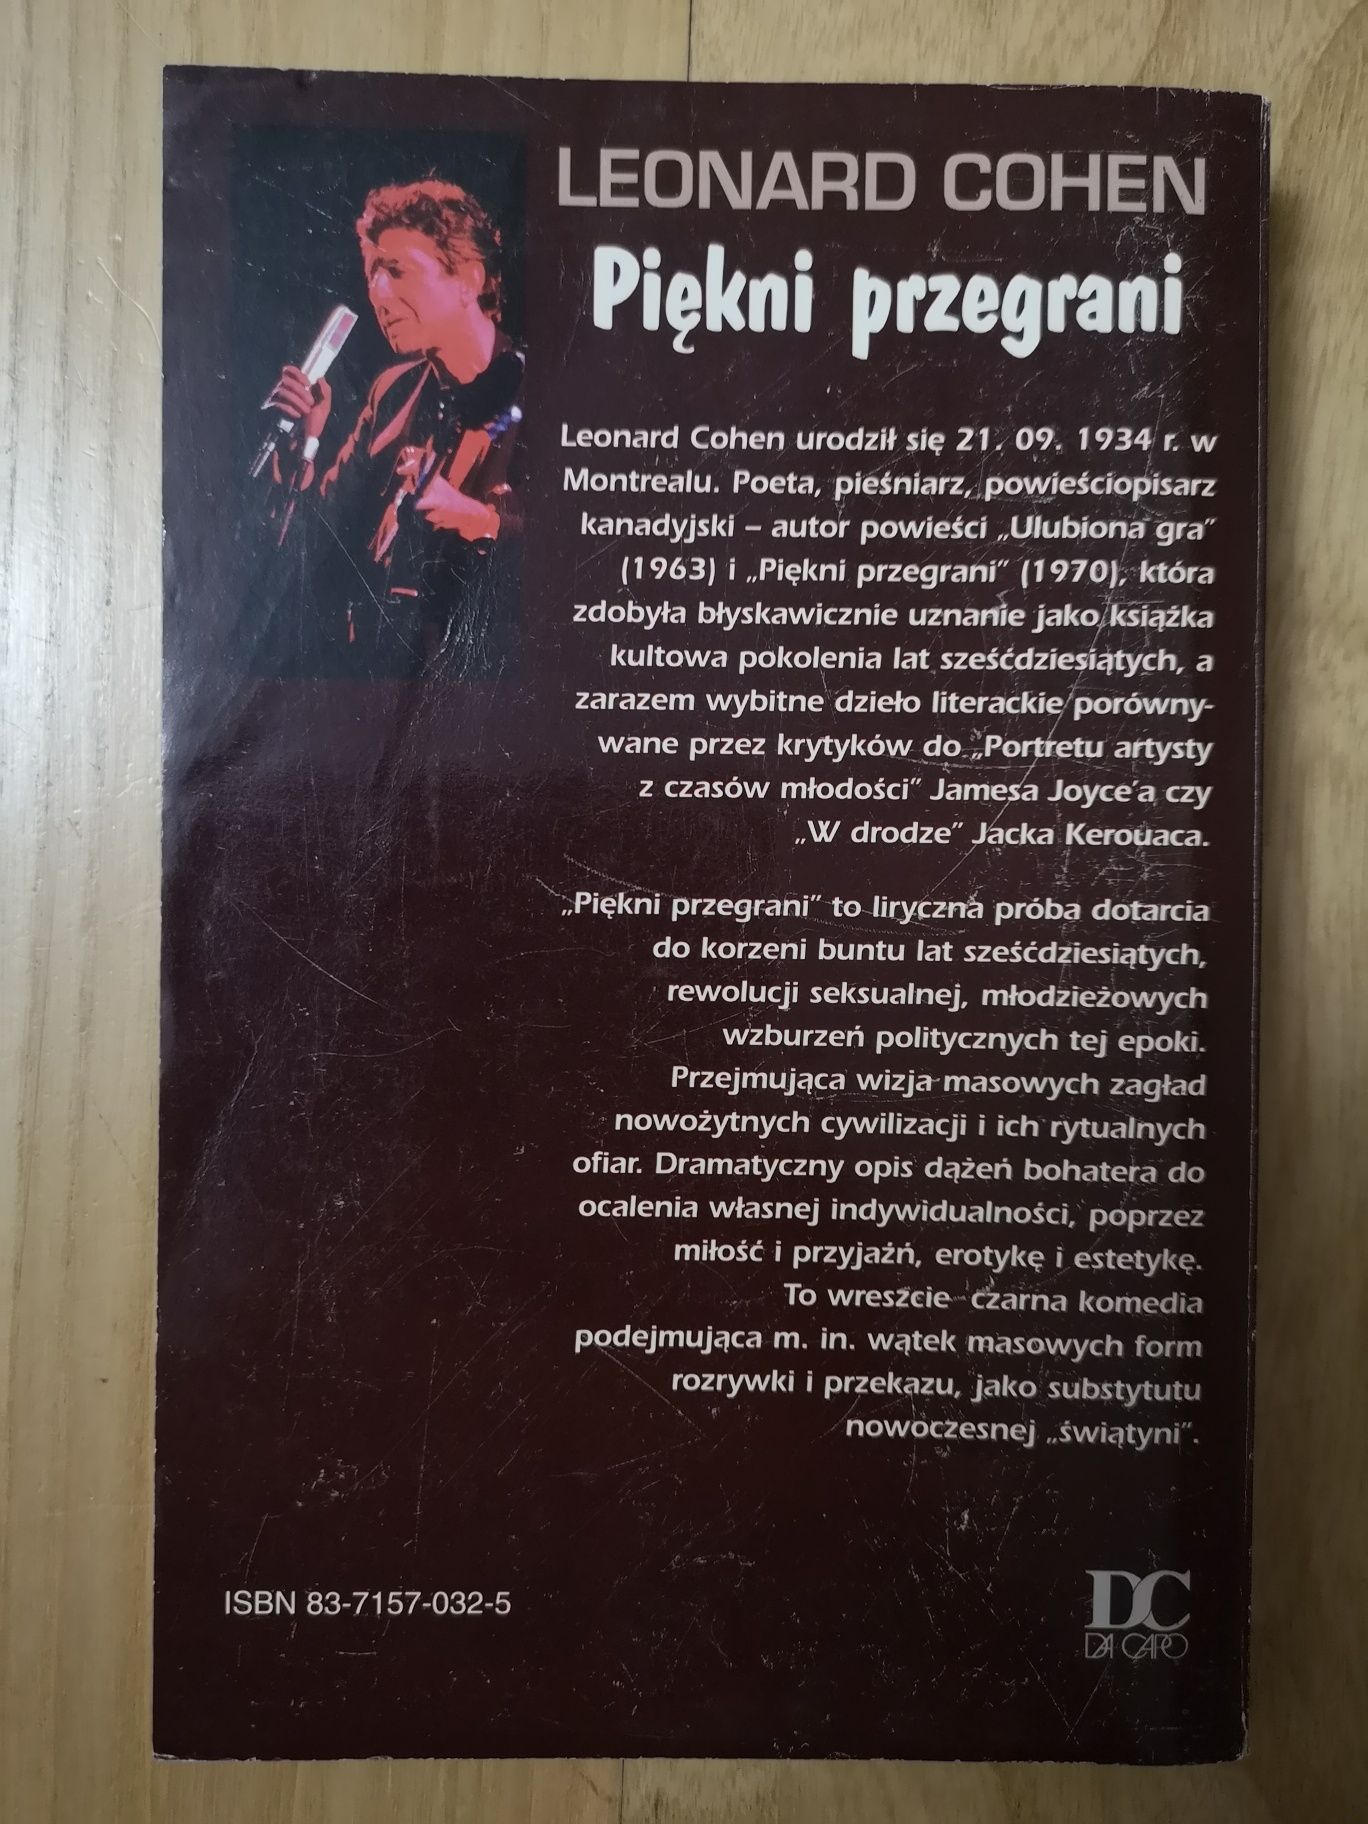 LEONARD COHEN
Piękni przegrani
Leonard Cohen urodził się 21. 09. 1934 r. w
Montrealu. Poeta, pieśniarz, powieściopisarz
kanadyjski – autor powieści „Ulubiona gra”
(1963) i „Piękni przegrani” (1970), która
zdobyła błyskawicznie uznanie jako książka
kultowa pokolenia lat sześćdziesiątych, a
zarazem wybitne dzieło literackie porówny-
wane przez krytyków do „Portretu artysty
z czasów młodości” Jamesa Joyce’a czy
„W drodze” Jacka Kerouaca.
„Piękni przegrani” to liryczna próba dotarcia
do korzeni buntu lat sześćdziesiątych,
rewolucji seksualnej, młodzieżowych
wzburzeń politycznych tej epoki.
Przejmująca wizja masowych zagład
nowożytnych cywilizacji i ich rytualnych
ofiar. Dramatyczny opis dążeń bohatera do
ocalenia własnej indywidualności, poprzez
miłość i przyjaźń, erotykę i estetykę.
To wreszcie czarna komedia
podejmująca m. in. wątek masowych form
rozrywki i przekazu, jako substytutu
nowoczesnej „świątyni”.
ISBN 83-7157-032-5
DC
DA CAPO